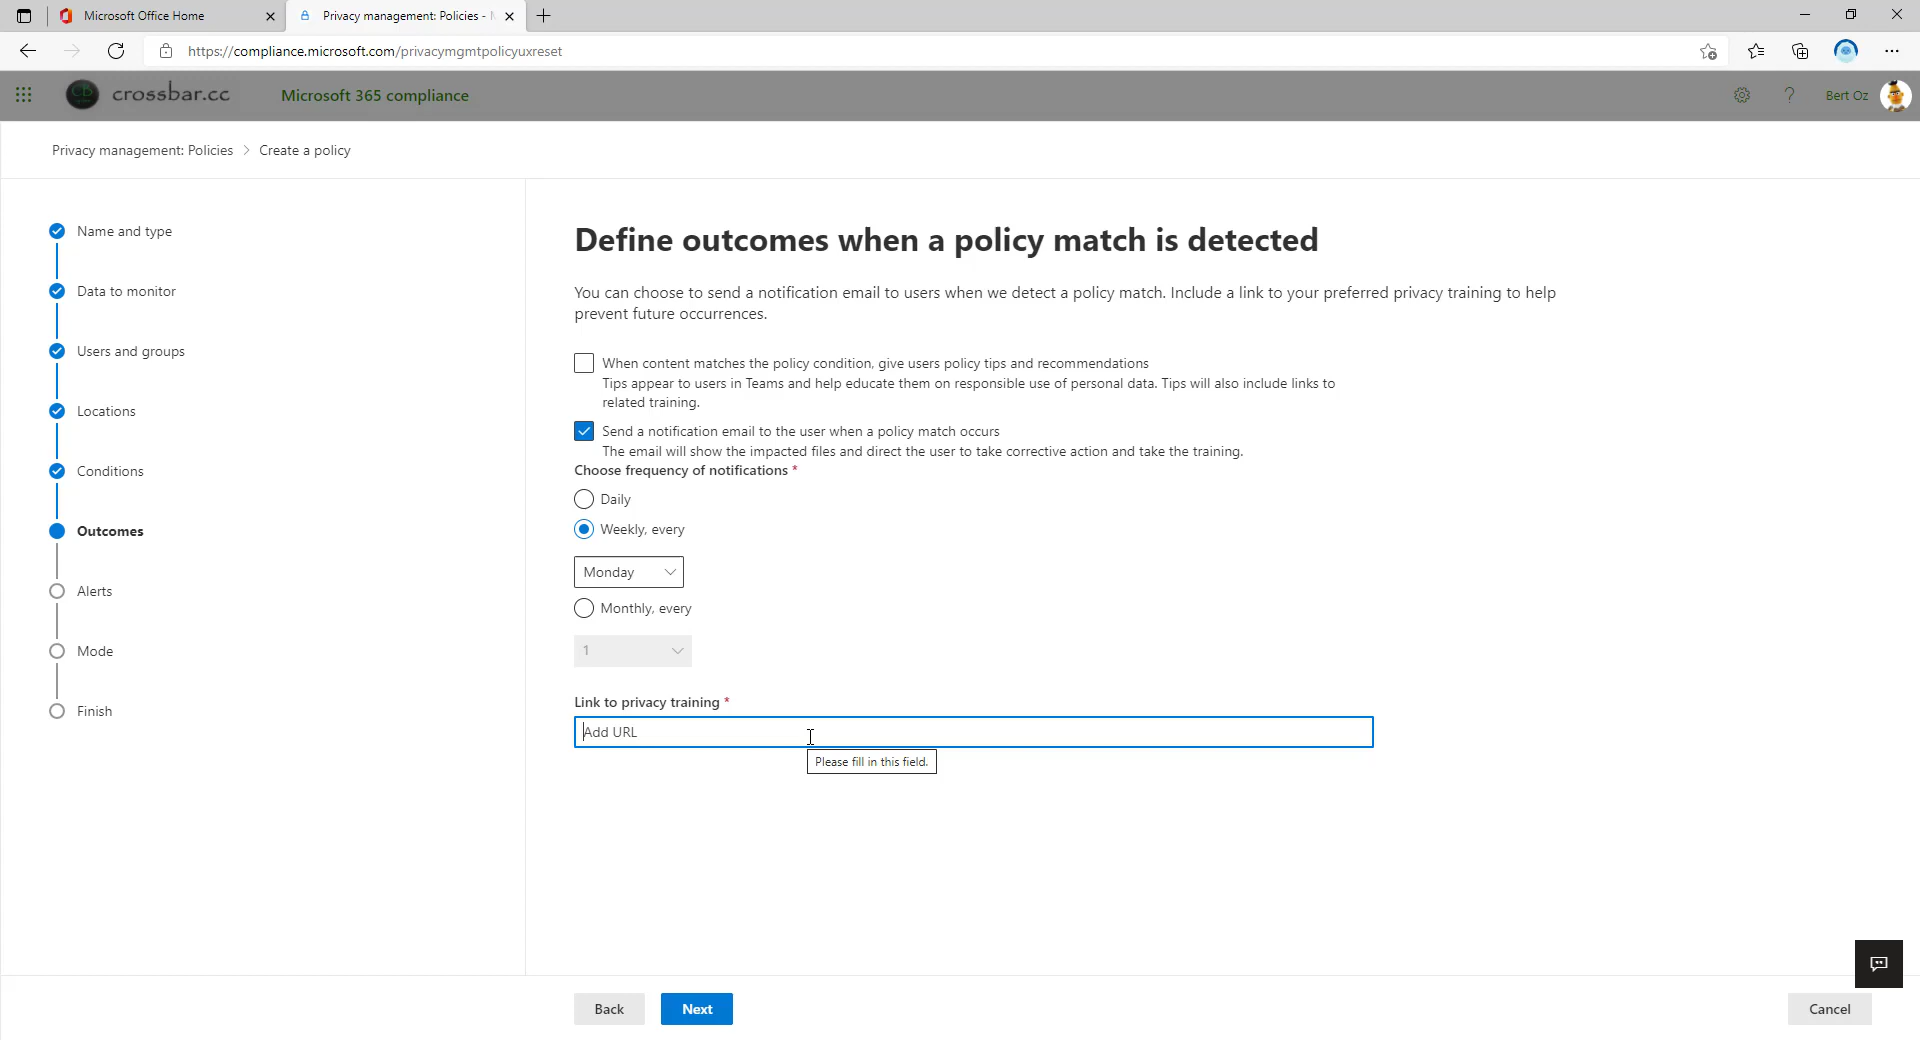 Microsoft Office Home
Privacy management: Policies -
https://compliance.microsoft.com/privacymgmtpolicyuxreset
CB
crossbar.cc
Microsoft 365 compliance
?
Bert Oz
Privacy management: Policies > Create a policy
Name and type
Data to monitor
Users and groups
Locations
Conditions
Outcomes
Alerts
Mode
Finish
Define outcomes when a policy match is detected
You can choose to send a notification email to users when we detect a policy match. Include a link to your preferred privacy training to help
prevent future occurrences.
When content matches the policy condition, give users policy tips and recommendations
Tips appear to users in Teams and help educate them on responsible use of personal data. Tips will also include links to
related training.
Send a notification email to the user when a policy match occurs
The email will show the impacted files and direct the user to take corrective action and take the training.
Choose frequency of notifications *
Daily
Weekly, every
Monday
Monthly, every
1
Link to privacy training *
Add URL
Please fill in this field.
Back
Next
Cancel